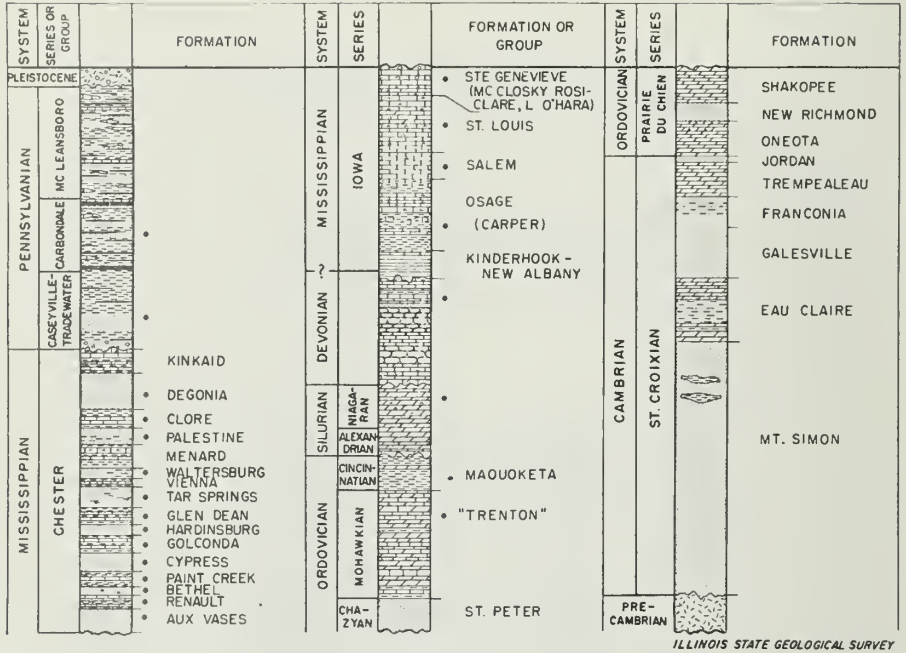 SYSTEM
SERIES OR GROUP
FORMATION
PLEISTOCENE
PENNSYLVANIAN
MC LEANSBORO
CARBONDALE
CASEYVILLE-
TRADEWATER
MISSISSIPPIAN
CHESTER
KINKAID
DEGONIA
CLORE
PALESTINE
MENARD
WALTERSBURG
VIENNA
TAR SPRINGS
GLEN DEAN
HARDINSBURG
GOLCONDA
CYPRESS
PAINT CREEK
BETHEL
RENAULT
AUX VASES
SYSTEM
SERIES
FORMATION OR
GROUP
MISSISSIPPIAN
IOWA
STE GENEVIEVE
(MC CLOSKY ROSI-
CLARE, L O'HARA)
ST. LOUIS
SALEM
OSAGE
(CARPER)
KINDERHOOK -
NEW ALBANY
?
DEVONIAN
SILURIAN
NIAGA-
RAN
ALEXAN-
DRIAN
ORDOVICIAN
CINCIN-
NATIAN
MAQUOKETA
MOHAWKIAN
"TRENTON"
CHA-
ZYAN
ST. PETER
SYSTEM
SERIES
FORMATION
ORDOVICIAN
PRAIRIE
DU CHIEN
SHAKOPEE
NEW RICHMOND
ONEOTA
JORDAN
TREMPEALEAU
FRANCONIA
GALESVILLE
EAU CLAIRE
CAMBRIAN
ST. CROIXIAN
MT. SIMON
PRE-
CAMBRIAN
ILLINOIS STATE GEOLOGICAL SURVEY